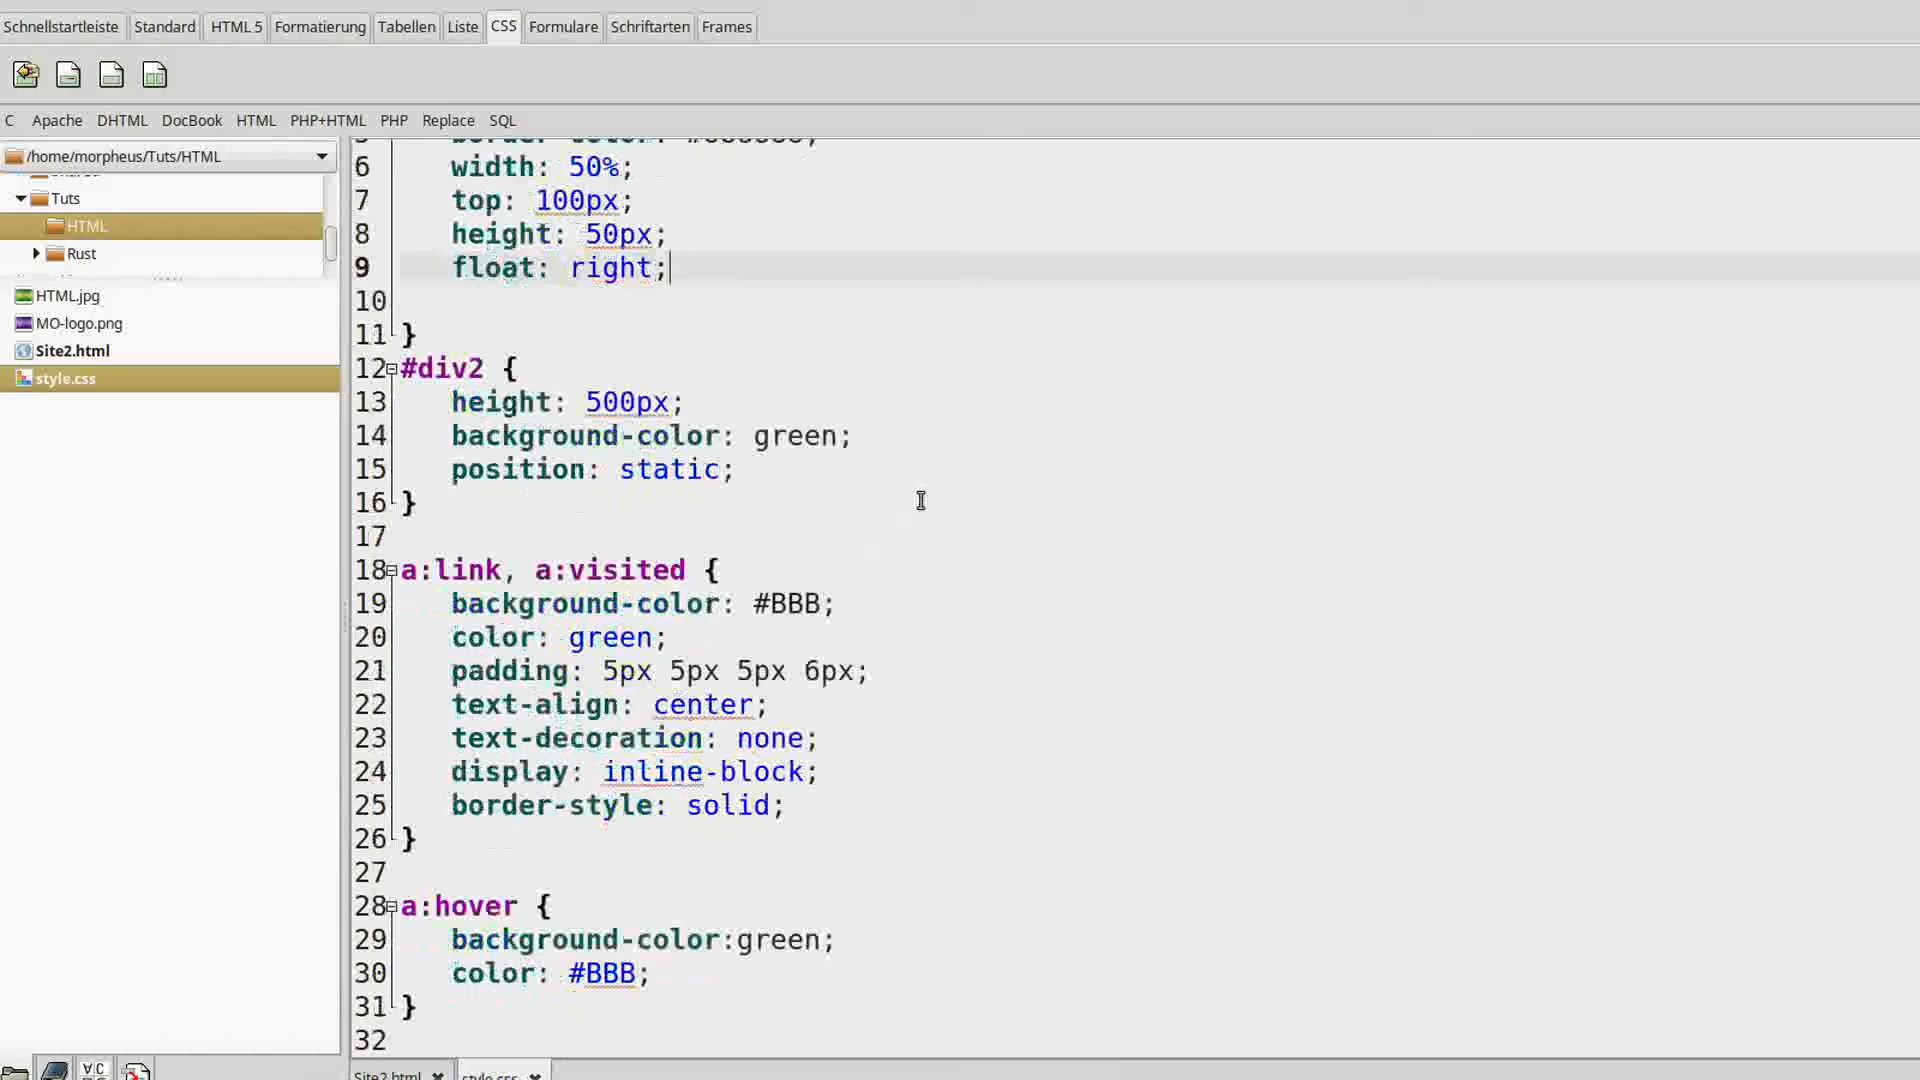 Schnellstartleiste Standard HTML 5 Formatierung Tabellen Liste CSS Formulare Schriftarten Frames
C Apache DHTML DocBook HTML PHP+HTML PHP Replace SQL
/home/morpheus/Tuts/HTML
Tuts
HTML
Rust
HTML.jpg
MO-logo.png
Site2.html
style.css
6 width: 50%;
7 top: 100px;
8 height: 50px;
9 float: right;
10
11 }
12 #div2 {
13 height: 500px;
14 background-color: green;
15 position: static;
16 }
17
18 a:link, a:visited {
19 background-color: #BBB;
20 color: green;
21 padding: 5px 5px 5px 6px;
22 text-align: center;
23 text-decoration: none;
24 display: inline-block;
25 border-style: solid;
26 }
27
28 a:hover {
29 background-color:green;
30 color: #BBB;
31 }
32
Site2.html style.css